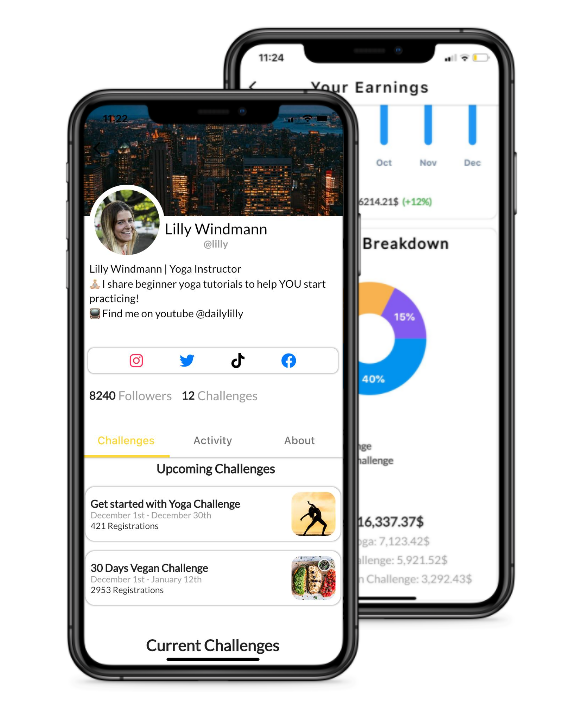 11:22
Lilly Windmann
@lilly
Lilly Windmann | Yoga Instructor
🙏🏼 I share beginner yoga tutorials to help YOU start
practicing!
📺 Find me on youtube @dailylilly
8240 Followers 12 Challenges
Challenges Activity About
Upcoming Challenges
Get started with Yoga Challenge
December 1st - December 30th
421 Registrations
30 Days Vegan Challenge
December 1st - January 12th
2953 Registrations
Current Challenges
11:24
Your Earnings
Oct Nov Dec
6214.21$ (+12%)
Breakdown
15%
40%
nge
hallenge
16,337.37$
oga: 7,123.42$
allenge: 5,921.52$
n Challenge: 3,292.43$